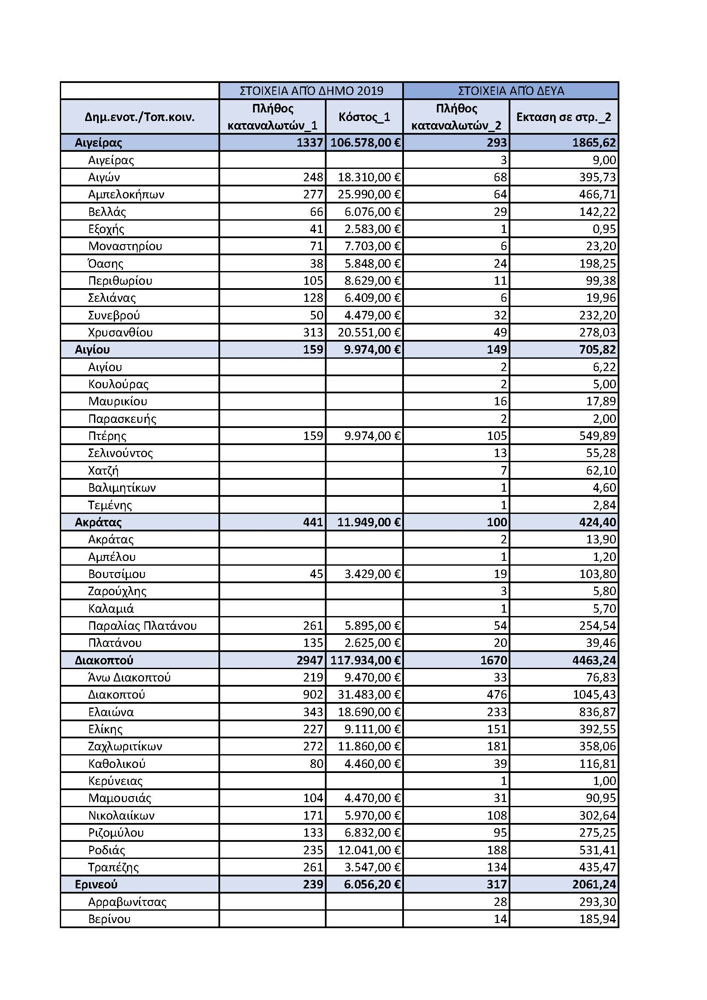 ΣΤΟΙΧΕΙΑ ΑΠΌ ΔΗΜΟ 2019 ΣΤΟΙΧΕΙΑ ΑΠΌ ΔΕΥΑ
Δημ.ενοτ./Τοπ.κοιν. Πλήθος καταναλωτών_1 Κόστος_1 Πλήθος καταναλωτών_2 Εκταση σε στρ._2
Αιγείρας 1337 106.578,00 € 293 1865,62
Αιγείρας 3 9,00
Αιγών 248 18.310,00 € 68 395,73
Αμπελοκήπων 277 25.990,00 € 64 466,71
Βελλάς 66 6.076,00 € 29 142,22
Εξοχής 41 2.583,00 € 1 0,95
Μοναστηρίου 71 7.703,00 € 6 23,20
Όασης 38 5.848,00 € 24 198,25
Περιθωρίου 105 8.629,00 € 11 99,38
Σελιάνας 128 6.409,00 € 6 19,96
Συνεβρού 50 4.479,00 € 32 232,20
Χρυσανθίου 313 20.551,00 € 49 278,03
Αιγίου 159 9.974,00 € 149 705,82
Αιγίου 2 6,22
Κουλούρας 2 5,00
Μαυρικίου 16 17,89
Παρασκευής 2 2,00
Πτέρης 159 9.974,00 € 105 549,89
Σελινούντος 13 55,28
Χατζή 7 62,10
Βαλιμητίκων 1 4,60
Τεμένης 1 2,84
Ακράτας 441 11.949,00 € 100 424,40
Ακράτας 2 13,90
Αμπέλου 1 1,20
Βουτσίμου 45 3.429,00 € 19 103,80
Ζαρούχλης 3 5,80
Καλαμιά 1 5,70
Παραλίας Πλατάνου 261 5.895,00 € 54 254,54
Πλατάνου 135 2.625,00 € 20 39,46
Διακοπτού 2947 117.934,00 € 1670 4463,24
Άνω Διακοπτού 219 9.470,00 € 33 76,83
Διακοπτού 902 31.483,00 € 476 1045,43
Ελαιώνα 343 18.690,00 € 233 836,87
Ελίκης 227 9.111,00 € 151 392,55
Ζαχλωριτίκων 272 11.860,00 € 181 358,06
Καθολικού 80 4.460,00 € 39 116,81
Κερύνειας 1 1,00
Μαμουσιάς 104 4.470,00 € 31 90,95
Νικολαιίκων 171 5.970,00 € 108 302,64
Ριζομύλου 133 6.832,00 € 95 275,25
Ροδιάς 235 12.041,00 € 188 531,41
Τραπέζης 261 3.547,00 € 134 435,47
Ερινεού 239 6.056,20 € 317 2061,24
Αρραβωνίτσας 28 293,30
Βερίνου 14 185,94